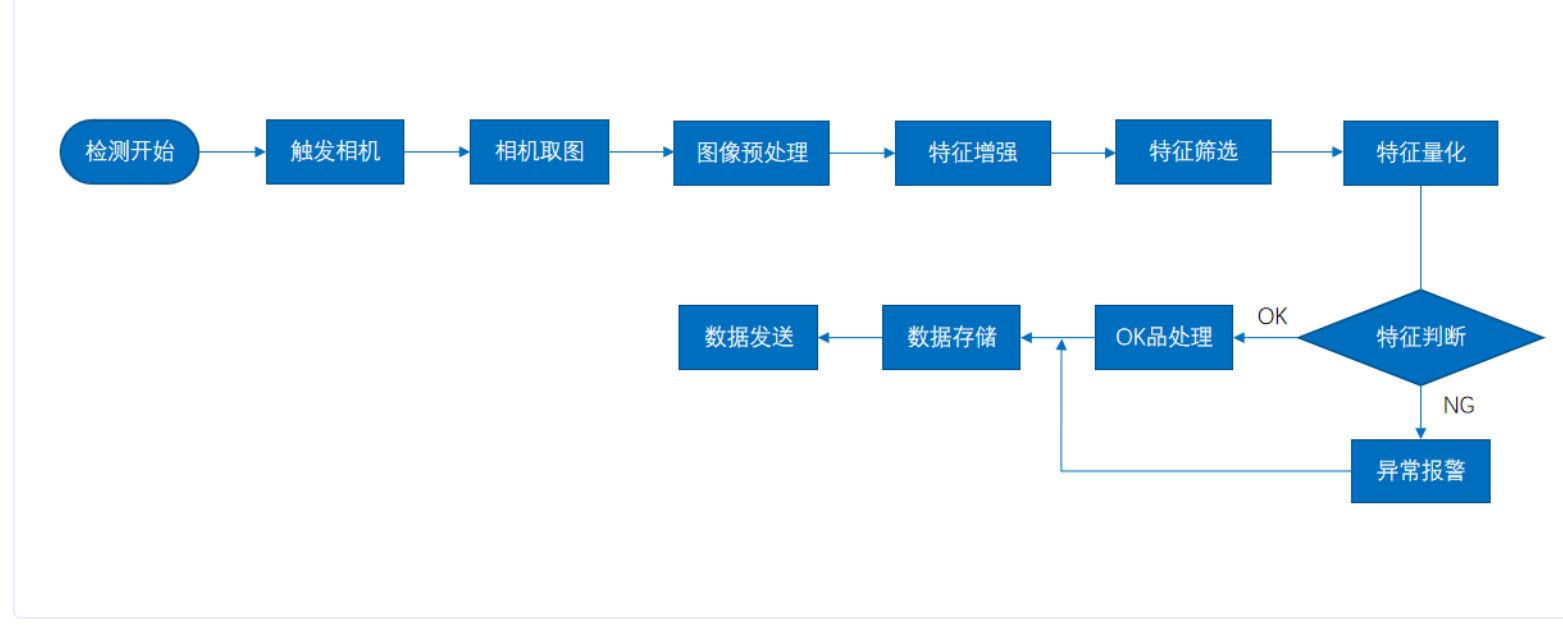 检测开始
触发相机
相机取图
图像预处理
特征增强
特征筛选
特征量化
特征判断
OK
OK品处理
数据存储
数据发送
NG
异常报警